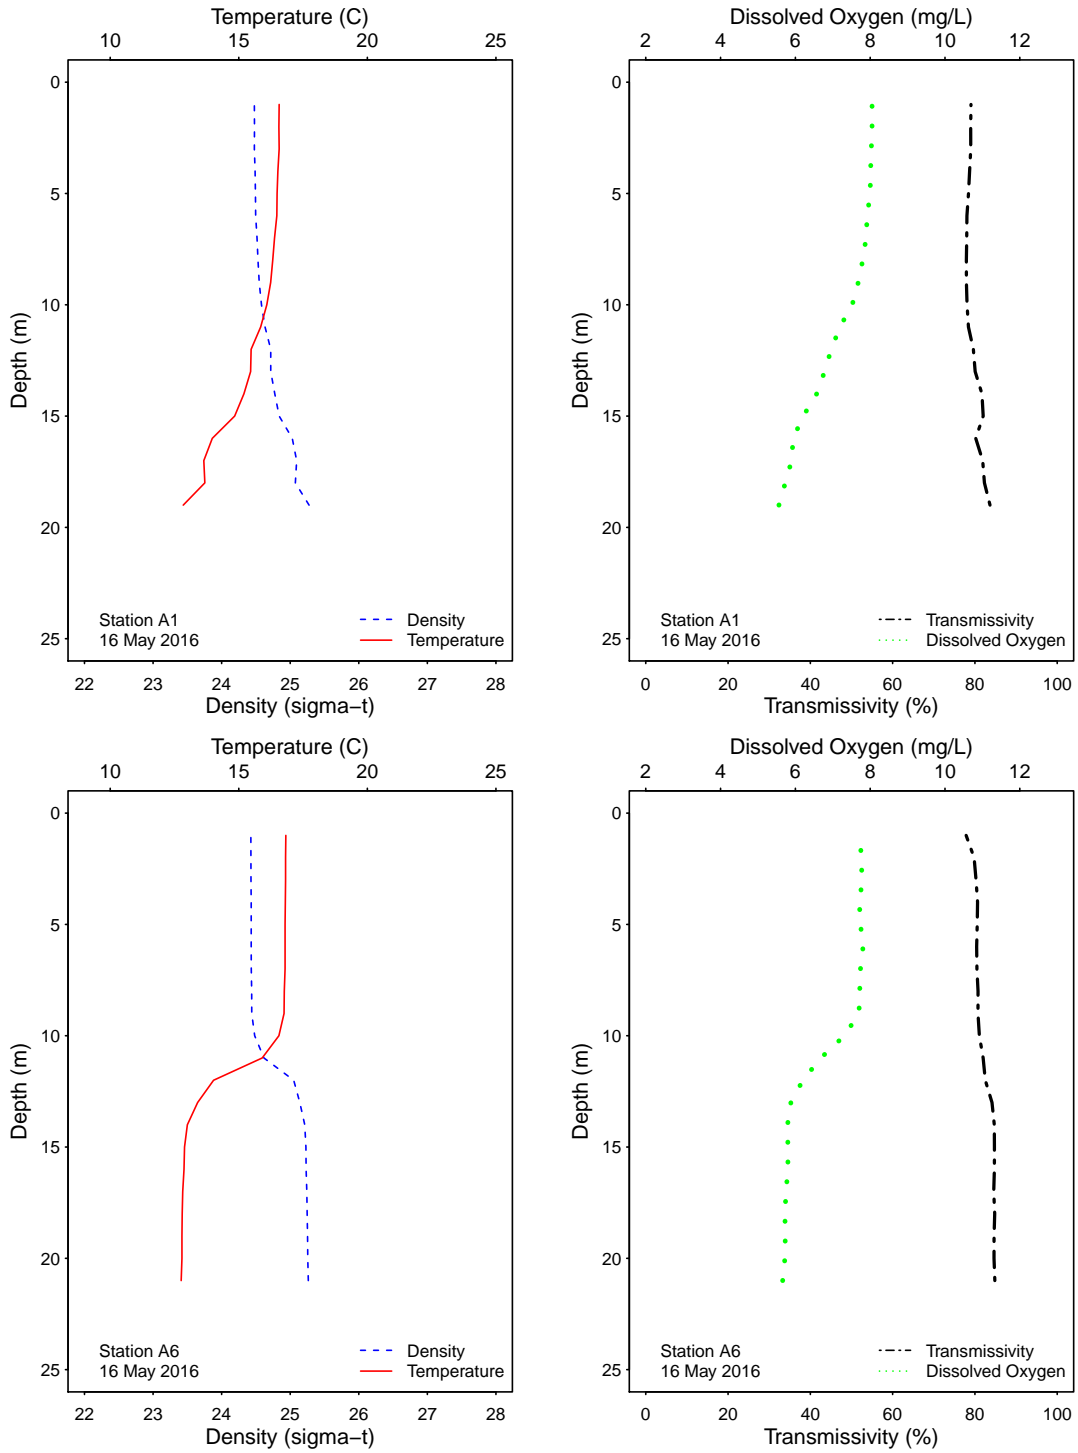 Temperature (C)
10 15 20 25
0
5
10
15
20
25
Depth (m)
Station A1
16 May 2016
Density
Temperature
22 23 24 25 26 27 28
Density (sigma−t)
Dissolved Oxygen (mg/L)
2 4 6 8 10 12
0
5
10
15
20
25
Depth (m)
Station A1
16 May 2016
Transmissivity
Dissolved Oxygen
0 20 40 60 80 100
Transmissivity (%)
Temperature (C)
10 15 20 25
0
5
10
15
20
25
Depth (m)
Station A6
16 May 2016
Density
Temperature
22 23 24 25 26 27 28
Density (sigma−t)
Dissolved Oxygen (mg/L)
2 4 6 8 10 12
0
5
10
15
20
25
Depth (m)
Station A6
16 May 2016
Transmissivity
Dissolved Oxygen
0 20 40 60 80 100
Transmissivity (%)